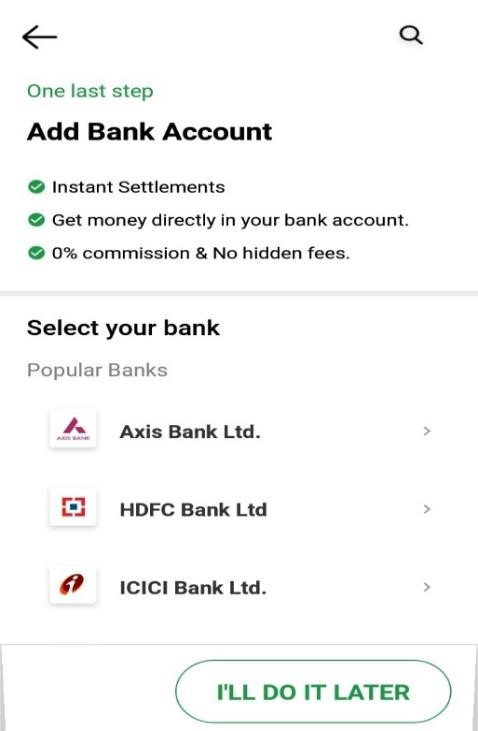 One last step
Add Bank Account
Instant Settlements
Get money directly in your bank account.
0% commission & No hidden fees.
Select your bank
Popular Banks
AXIS BANK
Axis Bank Ltd.
HDFC Bank Ltd
ICICI Bank Ltd.
I'LL DO IT LATER